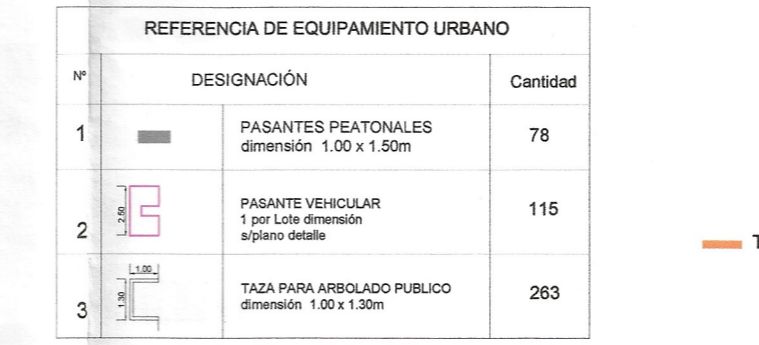 REFERENCIA DE EQUIPAMIENTO URBANO
Nº DESIGNACIÓN Cantidad
1 PASANTES PEATONALES 78
dimensión 1.00 x 1.50m
2 2.50 PASANTE VEHICULAR 115
1 por Lote dimensión
s/plano detalle
1.00
3 1.30 TAZA PARA ARBOLADO PUBLICO 263
dimensión 1.00 x 1.30m
T